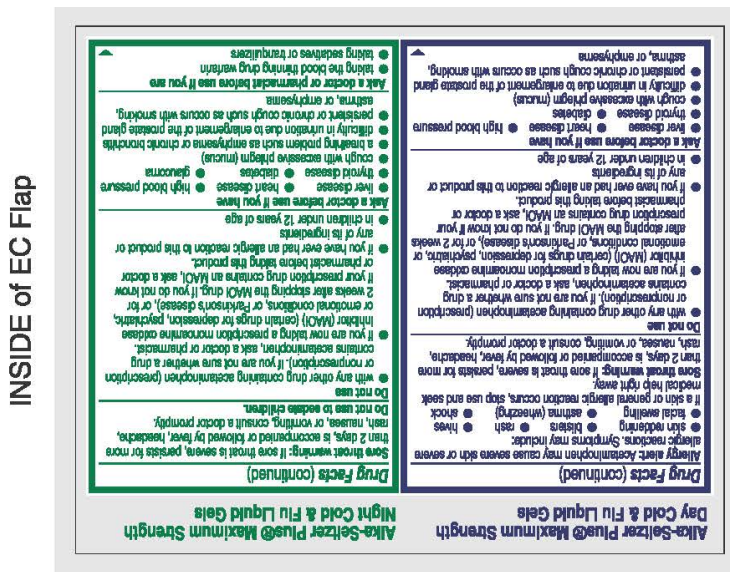 INSIDE of EC Flap
Alka-Seltzer Plus® Maximum Strength
Day Cold & Flu Liquid Gels
Drug Facts (continued)
Allergy alert: Acetaminophen may cause severe skin or severe
allergic reactions. Symptoms may include:
● skin reddening ● blisters ● rash ● hives
● facial swelling ● asthma (wheezing) ● shock
If a skin or general allergic reaction occurs, stop use and seek
medical help right away.
Sore throat warning: If sore throat is severe, persists for more
than 2 days, is accompanied or followed by fever, headache,
rash, nausea, or vomiting, consult a doctor promptly.
Do not use
● with any other drug containing acetaminophen (prescription
or nonprescription). If you are not sure whether a drug
contains acetaminophen, ask a doctor or pharmacist.
● if you are now taking a prescription monoamine oxidase
inhibitor (MAOI) (certain drugs for depression, psychiatric, or
emotional conditions, or Parkinson's disease), or for 2 weeks
after stopping the MAOI drug. If you do not know if your
prescription drug contains an MAOI, ask a doctor or
pharmacist before taking this product.
● if you have ever had an allergic reaction to this product or
any of its ingredients
● in children under 12 years of age
Ask a doctor before use if you have
● liver disease ● heart disease ● high blood pressure
● thyroid disease ● diabetes
● cough with excessive phlegm (mucus)
● difficulty in urination due to enlargement of the prostate gland
● persistent or chronic cough such as occurs with smoking,
asthma, or emphysema
Alka-Seltzer Plus® Maximum Strength
Night Cold & Flu Liquid Gels
Drug Facts (continued)
Sore throat warning: If sore throat is severe, persists for more
than 2 days, is accompanied or followed by fever, headache,
rash, nausea, or vomiting, consult a doctor promptly.
Do not use to sedate children.
Do not use
● with any other drug containing acetaminophen (prescription
or nonprescription). If you are not sure whether a drug
contains acetaminophen, ask a doctor or pharmacist.
● if you are now taking a prescription monoamine oxidase
inhibitor (MAOI) (certain drugs for depression, psychiatric,
or emotional conditions, or Parkinson's disease), or for
2 weeks after stopping the MAOI drug. If you do not know
if your prescription drug contains an MAOI, ask a doctor
or pharmacist before taking this product.
● if you have ever had an allergic reaction to this product or
any of its ingredients
● in children under 12 years of age
Ask a doctor before use if you have
● liver disease ● heart disease ● high blood pressure
● thyroid disease ● diabetes ● glaucoma
● cough with excessive phlegm (mucus)
● a breathing problem such as emphysema or chronic bronchitis
● difficulty in urination due to enlargement of the prostate gland
● persistent or chronic cough such as occurs with smoking,
asthma, or emphysema
Ask a doctor or pharmacist before use if you are
● taking the blood thinning drug warfarin
● taking sedatives or tranquilizers